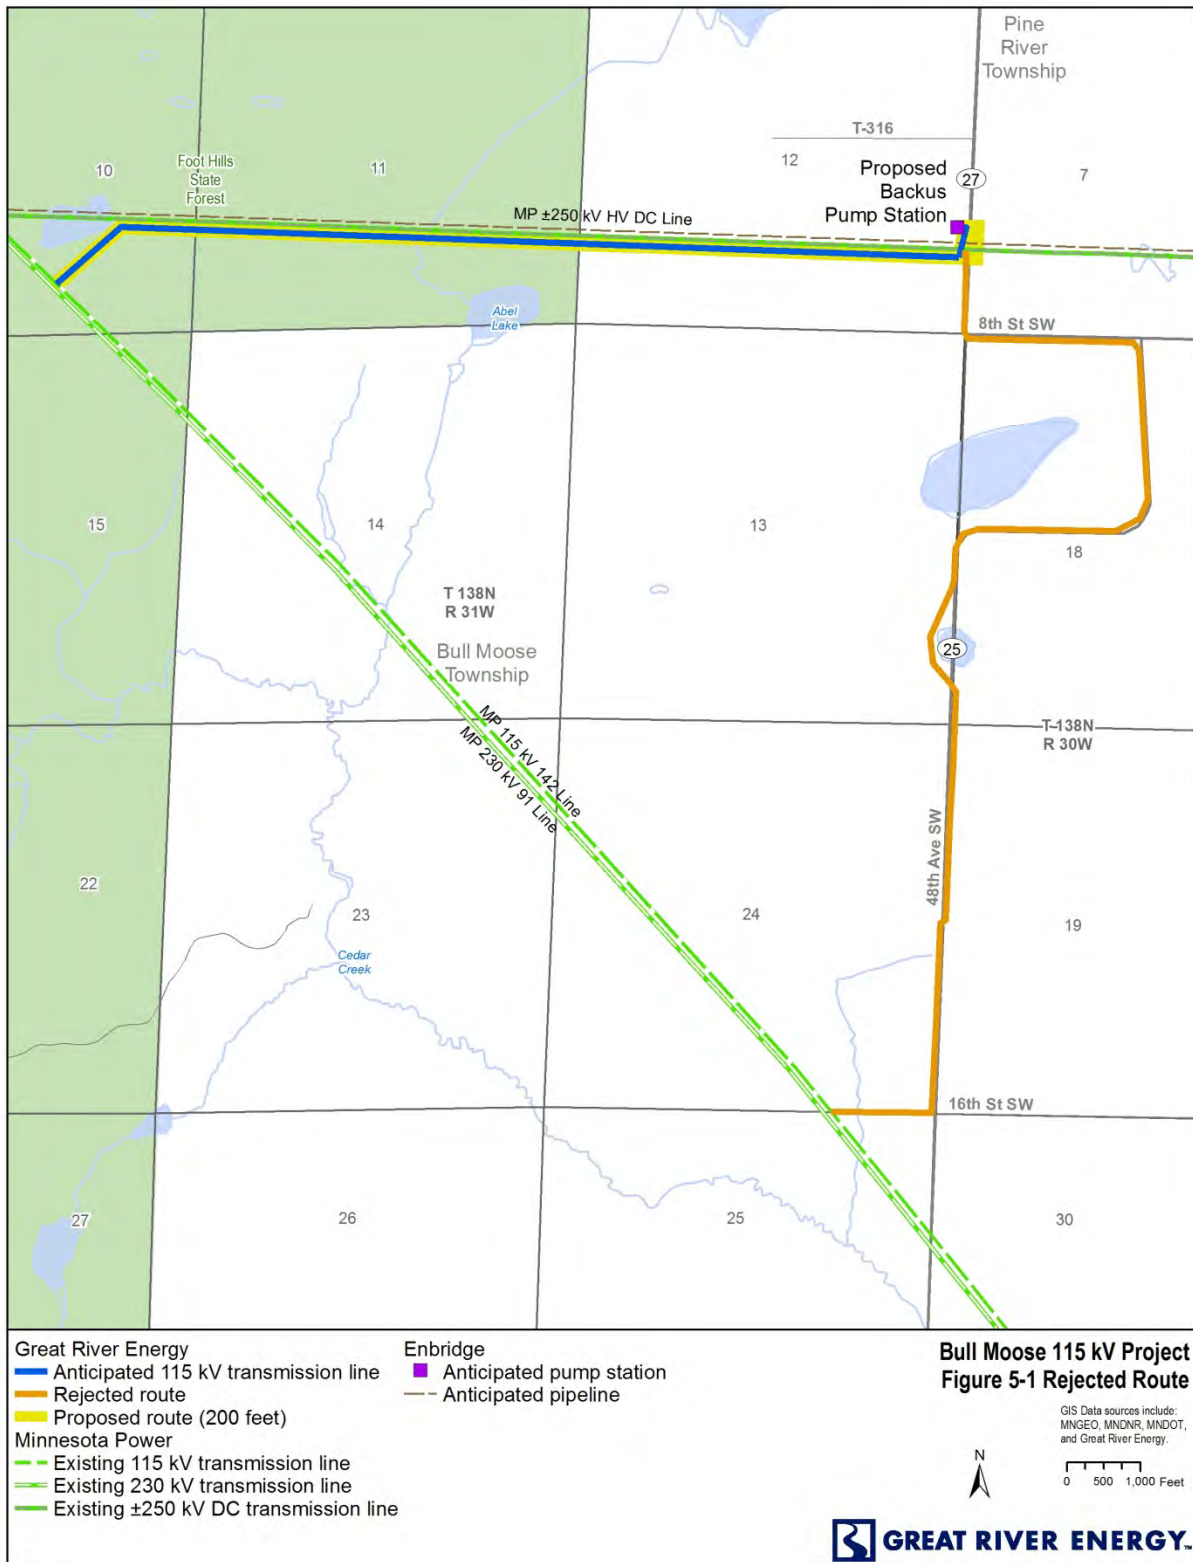 Pine
River
Township
T-316
12
11
10
7
Foot Hills
State
Forest
Proposed
Backus
Pump Station
27
MP ±250 kV HV DC Line
Abel
Lake
8th St SW
15
14
13
18
T 138N
R 31W
Bull Moose
Township
25
MP 115 kV 142 Line
MP 230 kV 91 Line
T-138N
R 30W
48th Ave SW
22
23
24
19
Cedar
Creek
16th St SW
27
26
25
30
Great River Energy
Anticipated 115 kV transmission line
Rejected route
Proposed route (200 feet)
Minnesota Power
Existing 115 kV transmission line
Existing 230 kV transmission line
Existing ±250 kV DC transmission line
Enbridge
Anticipated pump station
Anticipated pipeline
Bull Moose 115 kV Project
Figure 5-1 Rejected Route
GIS Data sources include:
MNGEO, MNDNR, MNDOT,
and Great River Energy.
N
0 500 1,000 Feet
GREAT RIVER ENERGY™